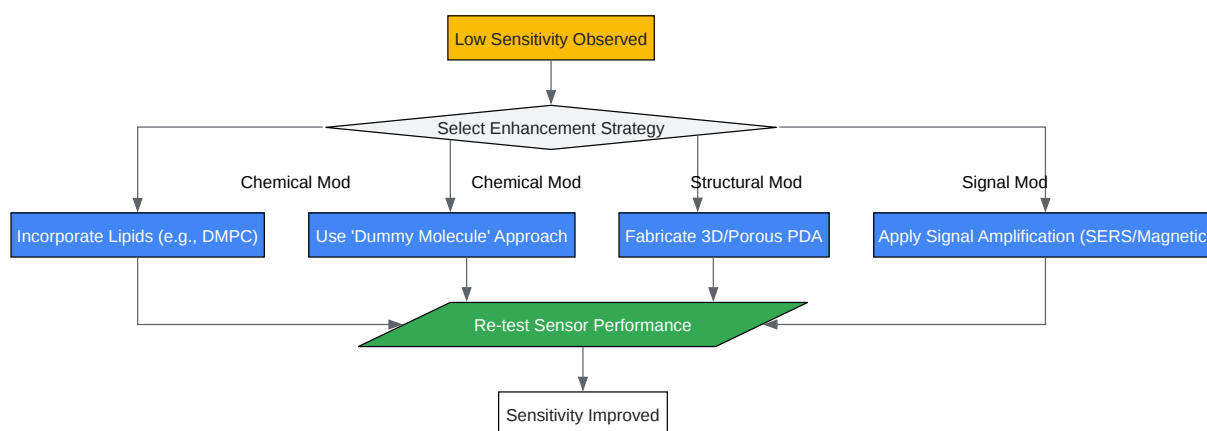 Low Sensitivity Observed
Select Enhancement Strategy
Chemical Mod
Chemical Mod
Structural Mod
Signal Mod
Incorporate Lipids (e.g., DMPC)
Use 'Dummy Molecule' Approach
Fabricate 3D/Porous PDA
Apply Signal Amplification (SERS/Magnetic
Re-test Sensor Performance
Sensitivity Improved